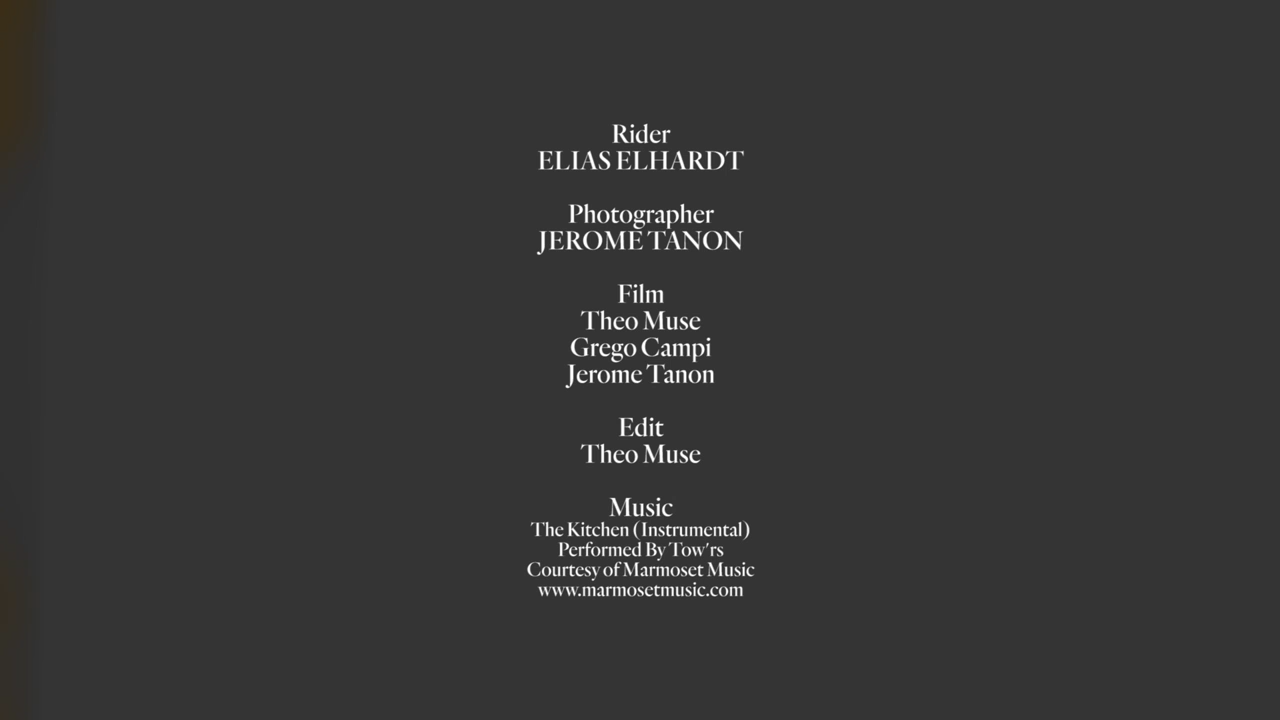 Rider
ELIAS ELHARDT
Photographer
JEROME TANON
Film
Theo Muse
Grego Campi
Jerome Tanon
Edit
Theo Muse
Music
The Kitchen (Instrumental)
Performed By Tow'rs
Courtesy of Marmoset Music
www.marmosetmusic.com